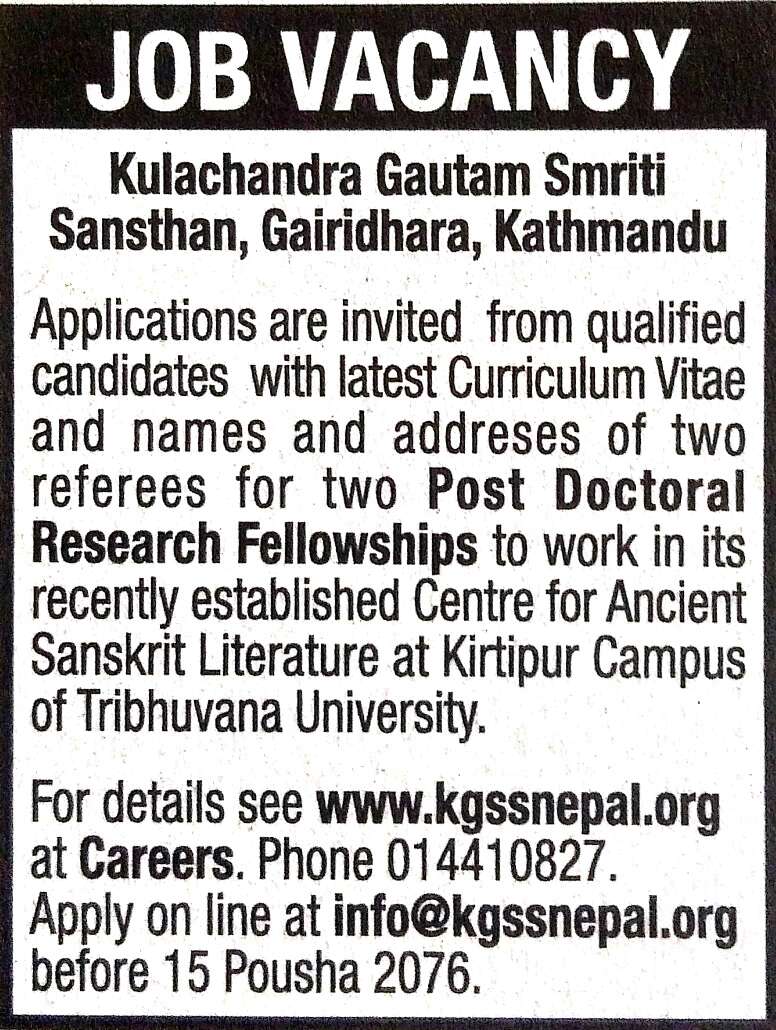 JOB VACANCY
Kulachandra Gautam Smriti
Sansthan, Gairidhara, Kathmandu
Applications are invited from qualified
candidates with latest Curriculum Vitae
and names and addreses of two
referees for two Post Doctoral
Research Fellowships to work in its
recently established Centre for Ancient
Sanskrit Literature at Kirtipur Campus
of Tribhuvana University.
For details see www.kgssnepal.org
at Careers. Phone 014410827.
Apply on line at info@kgssnepal.org
before 15 Pousha 2076.